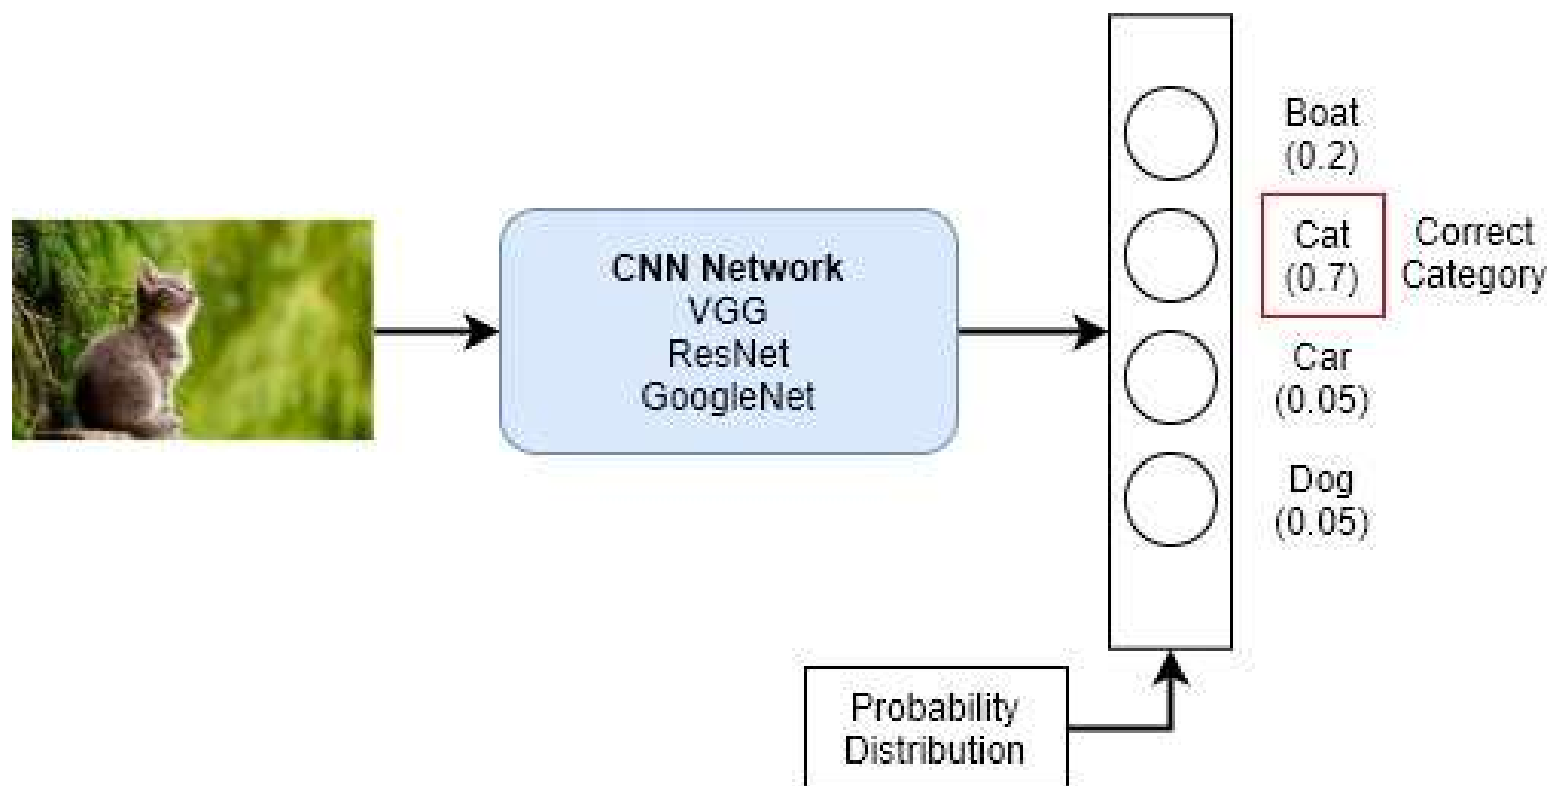 CNN Network
VGG
ResNet
GoogleNet
Boat
(0.2)
Cat
(0.7)
Correct
Category
Car
(0.05)
Dog
(0.05)
Probability
Distribution